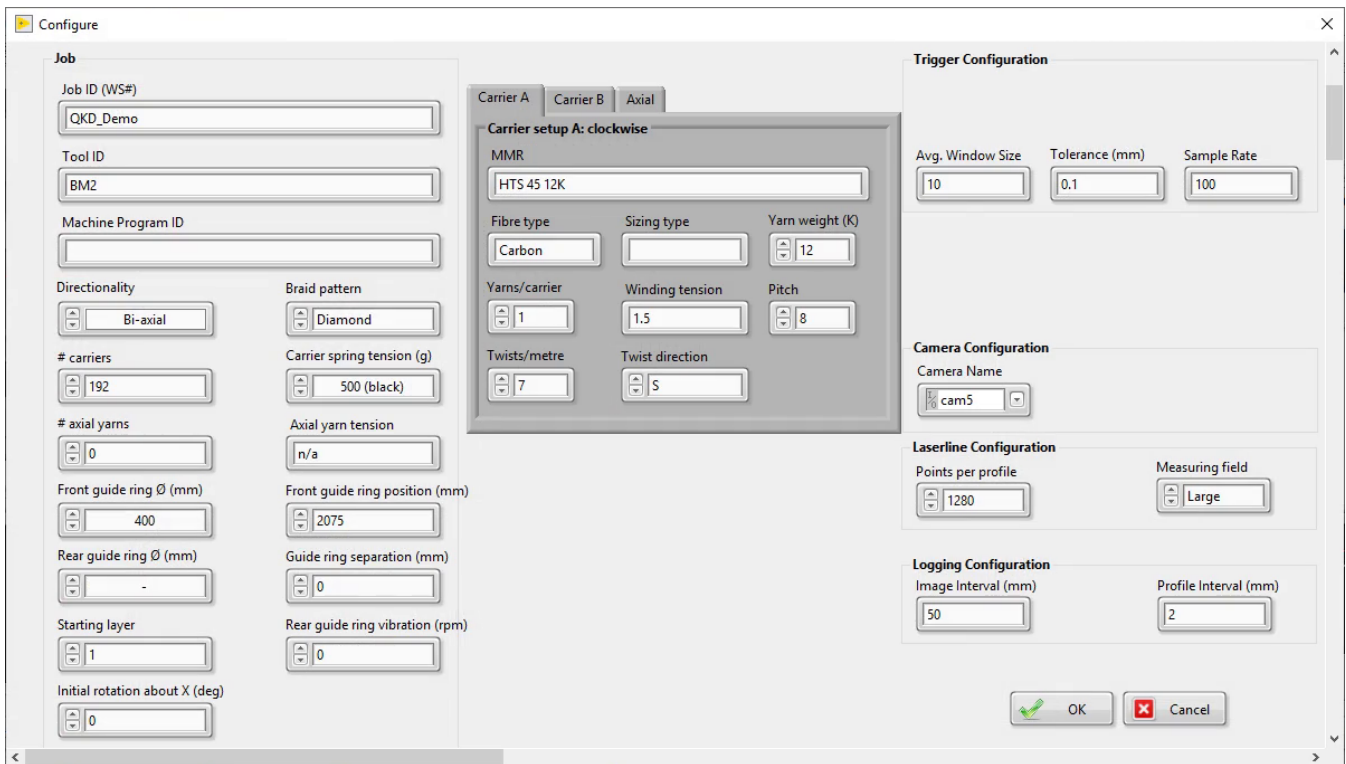 Configure
Job
Job ID (WS#)
QKD_Demo
Tool ID
BM2
Machine Program ID
Directionality
Braid pattern
Bi-axial
Diamond
# carriers
Carrier spring tension (g)
192
500 (black)
# axial yarns
Axial yarn tension
0
n/a
Front guide ring Ø (mm)
Front guide ring position (mm)
400
2075
Rear guide ring Ø (mm)
Guide ring separation (mm)
-
0
Starting layer
Rear guide ring vibration (rpm)
1
0
Initial rotation about X (deg)
0
Carrier A
Carrier B
Axial
Carrier setup A: clockwise
MMR
HTS 45 12K
Fibre type
Sizing type
Yarn weight (K)
Carbon
12
Yarns/carrier
Winding tension
Pitch
1
1.5
8
Twists/metre
Twist direction
7
S
Trigger Configuration
Avg. Window Size
Tolerance (mm)
Sample Rate
10
0.1
100
Camera Configuration
Camera Name
I/O
cam5
Laserline Configuration
Points per profile
Measuring field
1280
Large
Logging Configuration
Image Interval (mm)
Profile Interval (mm)
50
2
OK
Cancel